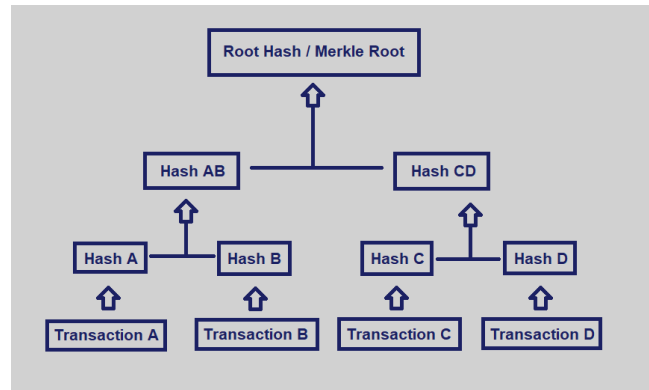 Root Hash / Merkle Root
Hash AB
Hash CD
Hash A
Hash B
Hash C
Hash D
Transaction A
Transaction B
Transaction C
Transaction D